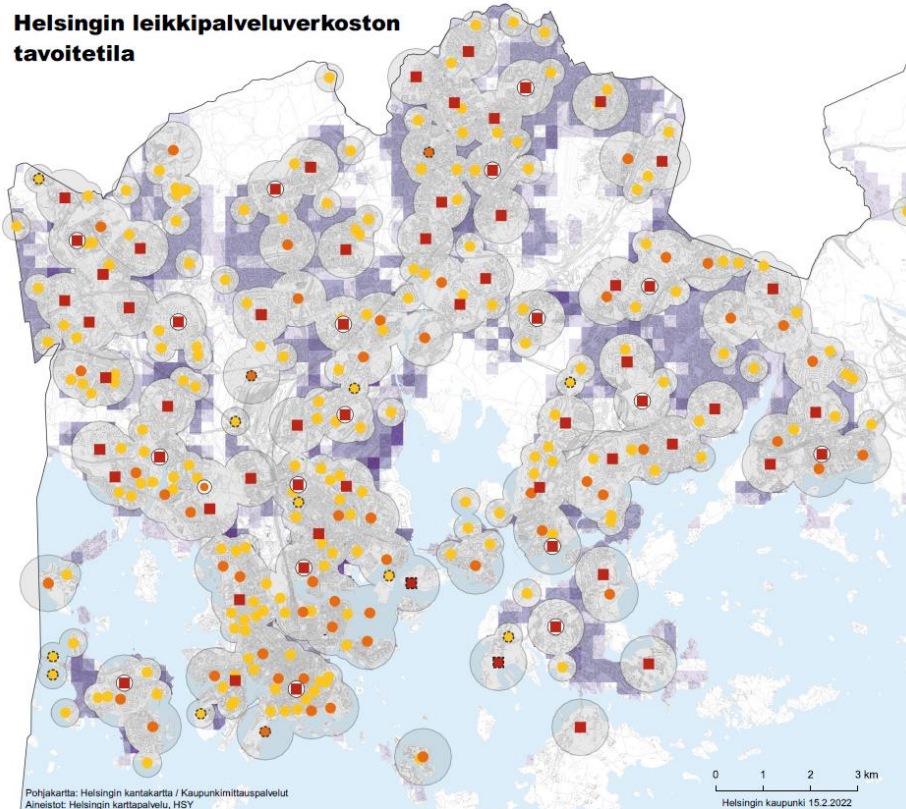 Helsingin leikkipalveluverkoston
tavoitetila
0 1 2 3 km
Pohjakartta: Helsingin kantakartta / Kaupunkimittauspalvelut
Aineistot: Helsingin karttapalvelu, HSY
Helsingin kaupunki 15.2.2022